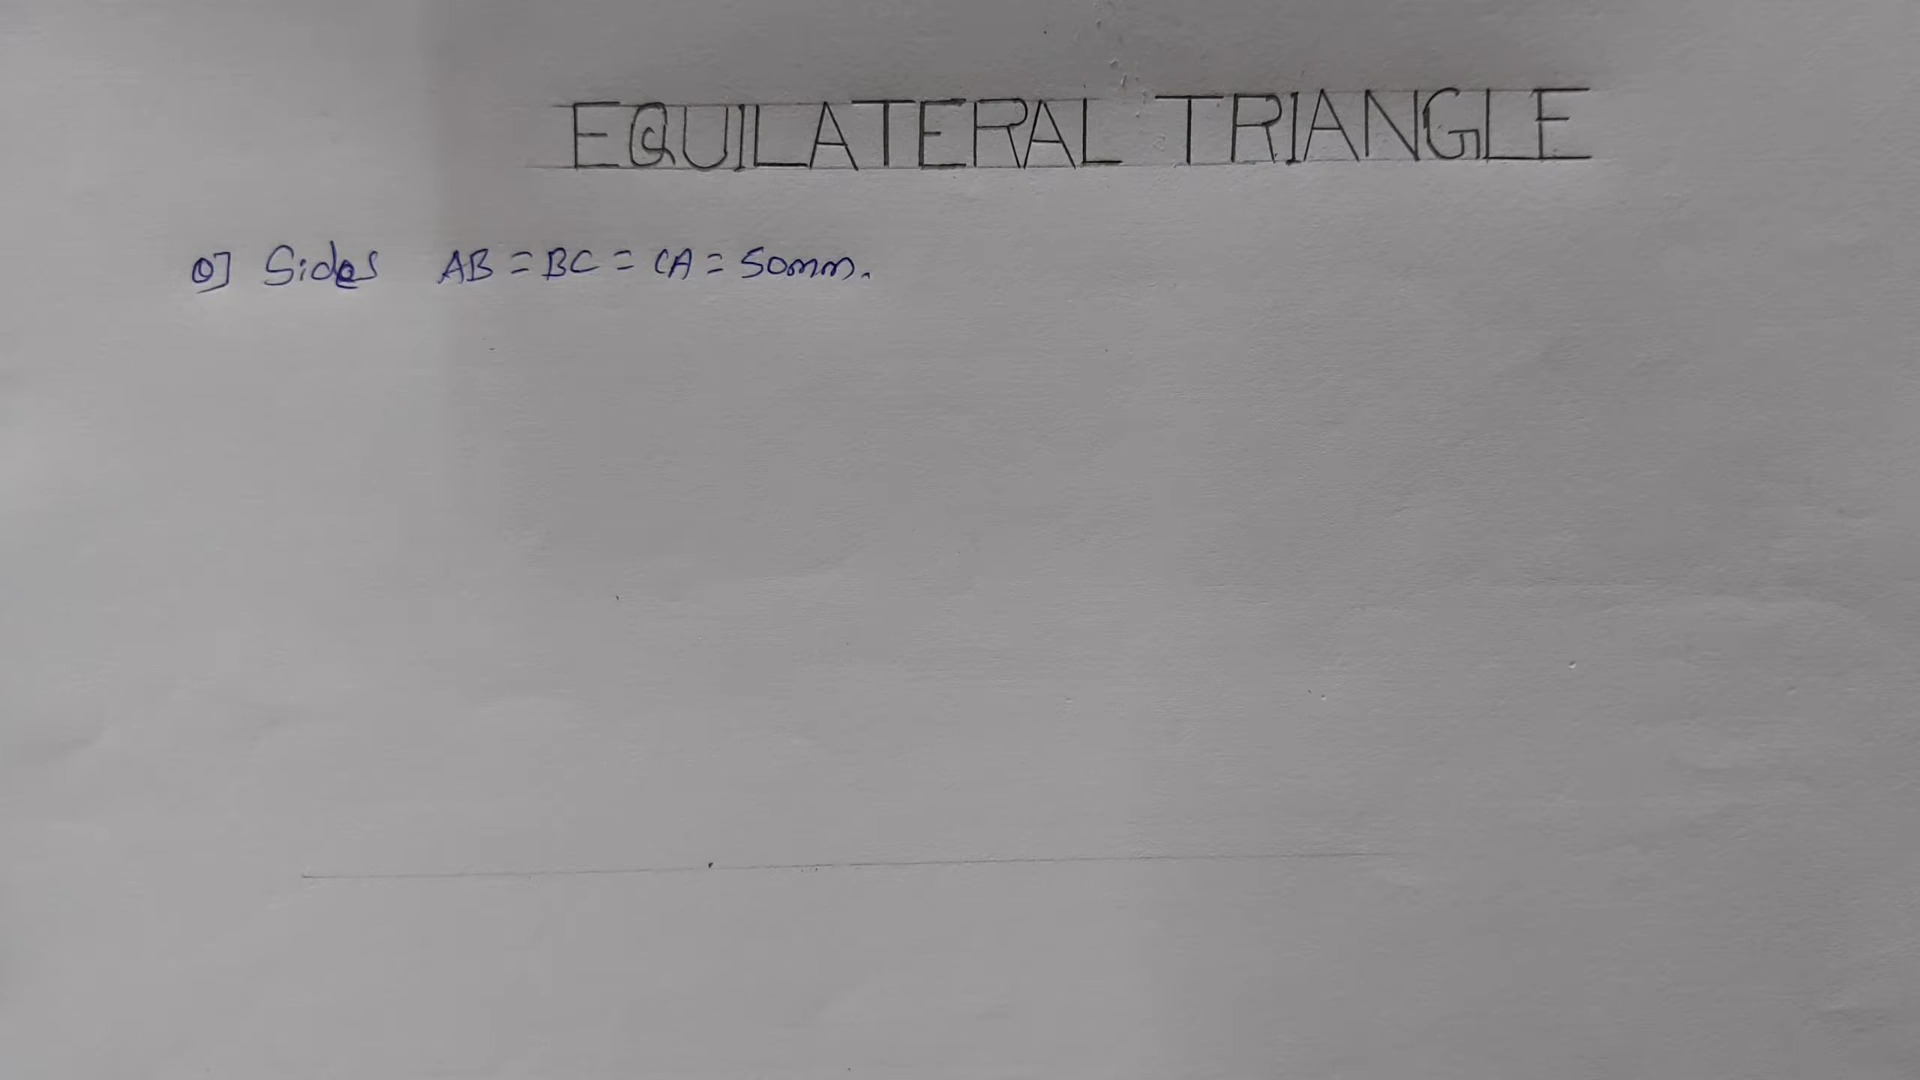 EQUILATERAL TRIANGLE
Q] Sides AB = BC = CA = 50mm.